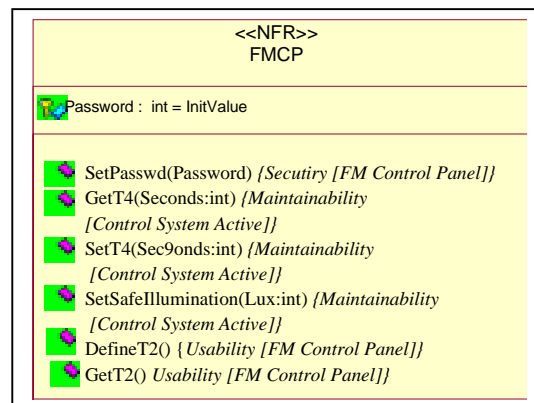 <<NFR>>
FMCP
Password : int = InitValue
SetPasswd(Password) {Secutiry [FM Control Panel]}
GetT4(Seconds:int) {Maintainability
[Control System Active]}
SetT4(Sec9onds:int) {Maintainability
[Control System Active]}
SetSafeIllumination(Lux:int) {Maintainability
[Control System Active]}
DefineT2() {Usability [FM Control Panel]}
GetT2() Usability [FM Control Panel]}